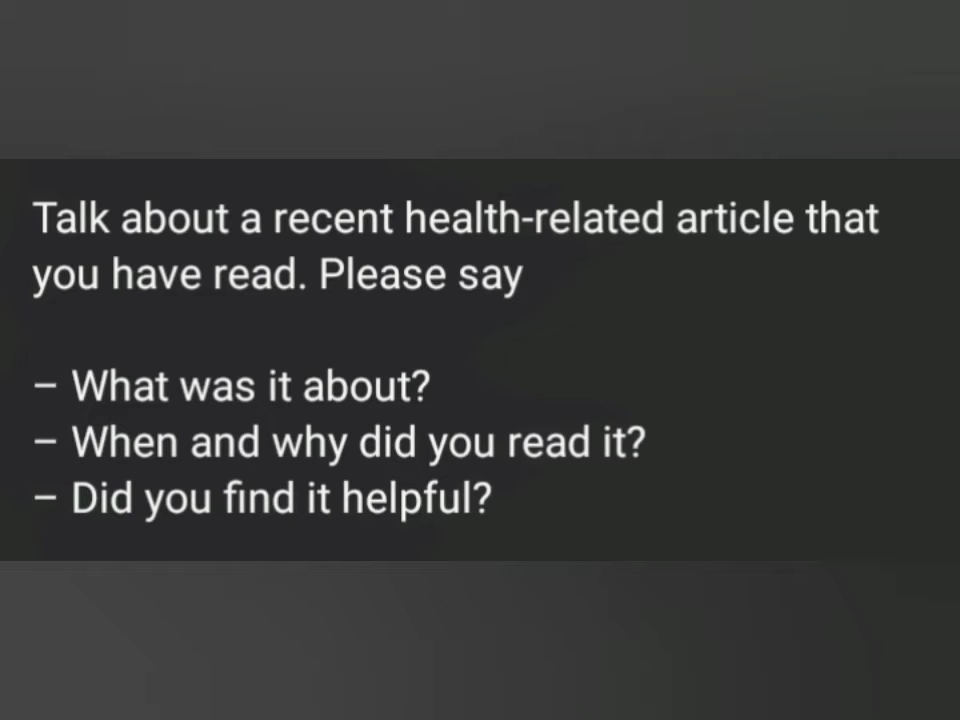 Talk about a recent health-related article that
you have read. Please say
– What was it about?
– When and why did you read it?
– Did you find it helpful?